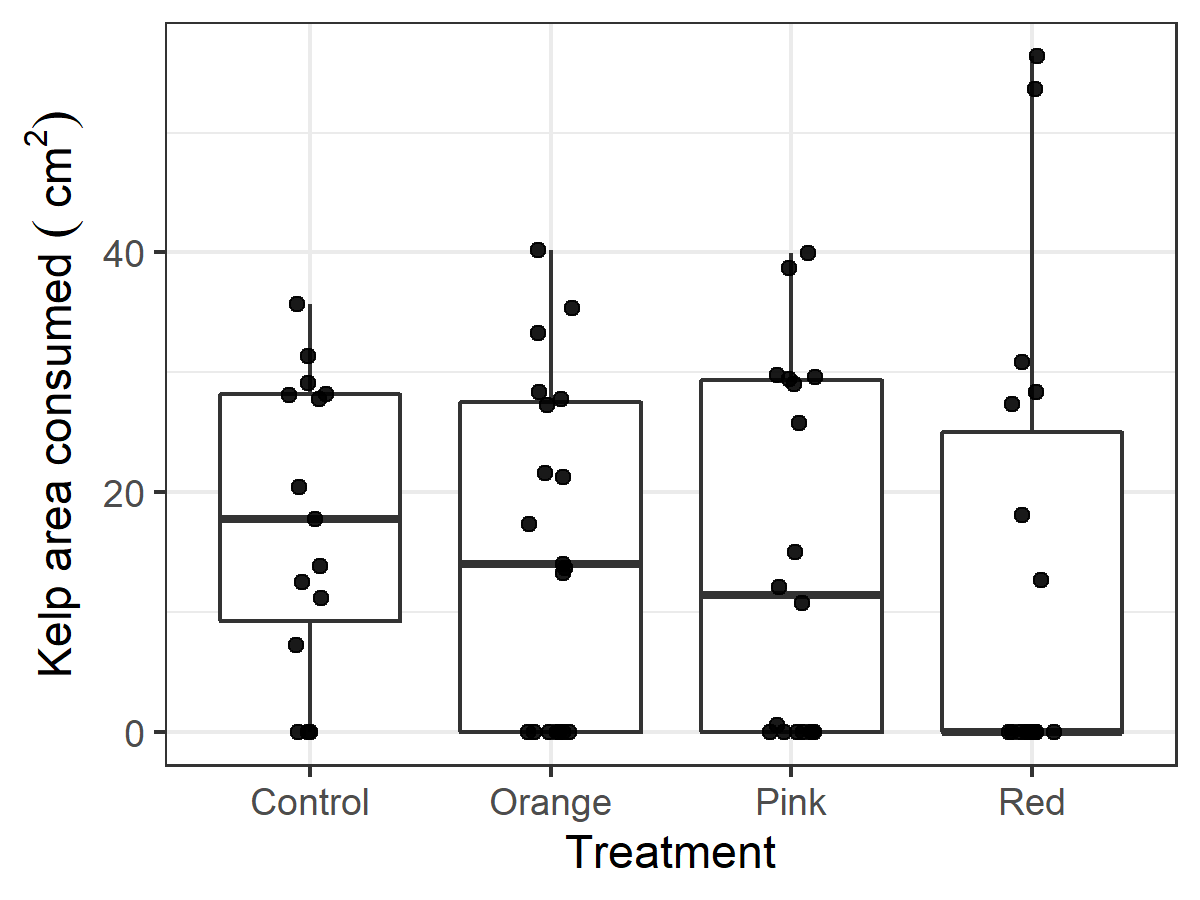 Kelp area consumed ( cm²)
40
20
0
Control Orange Pink Red
Treatment